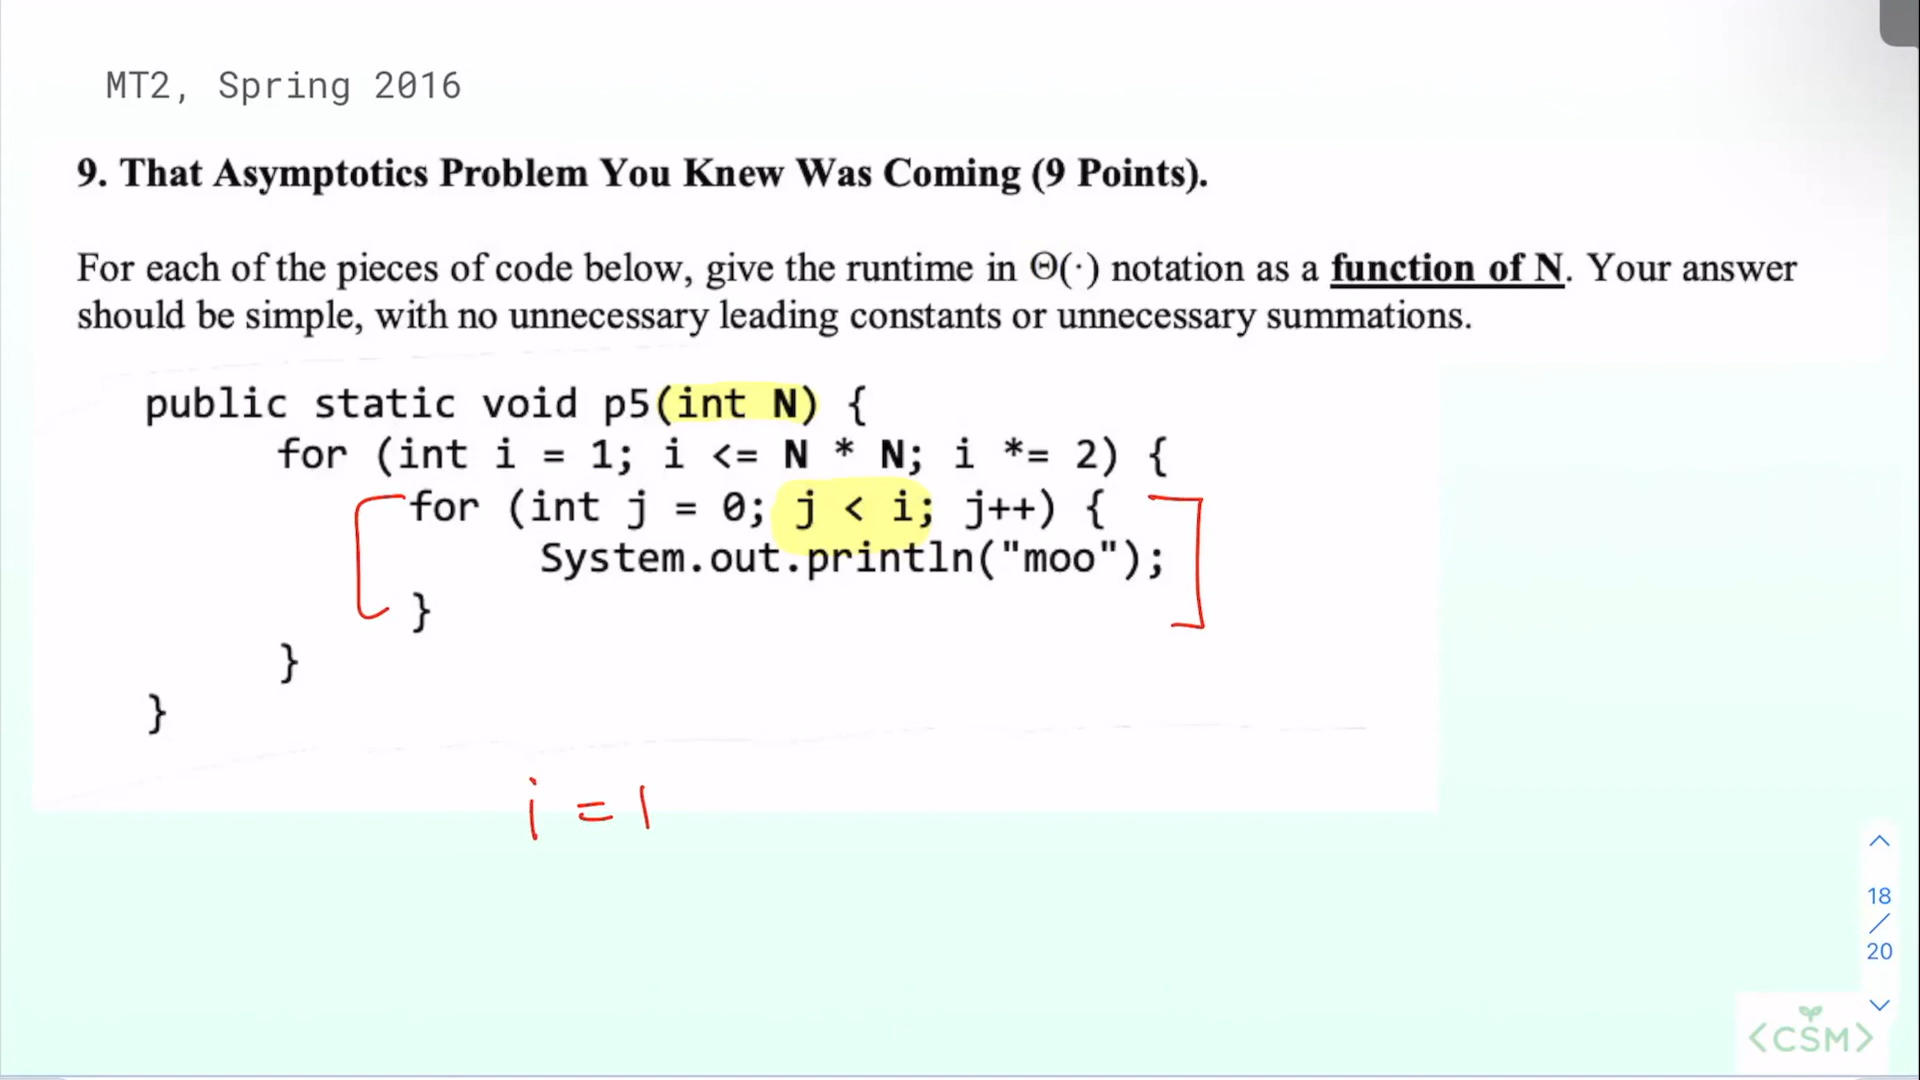 MT2, Spring 2016
9. That Asymptotics Problem You Knew Was Coming (9 Points).
For each of the pieces of code below, give the runtime in Θ(·) notation as a function of N. Your answer
should be simple, with no unnecessary leading constants or unnecessary summations.
public static void p5(int N) {
for (int i = 1; i <= N * N; i *= 2) {
for (int j = 0; j < i; j++) {
System.out.println("moo");
}
}
}
i = 1
18
/
20
<CSM>